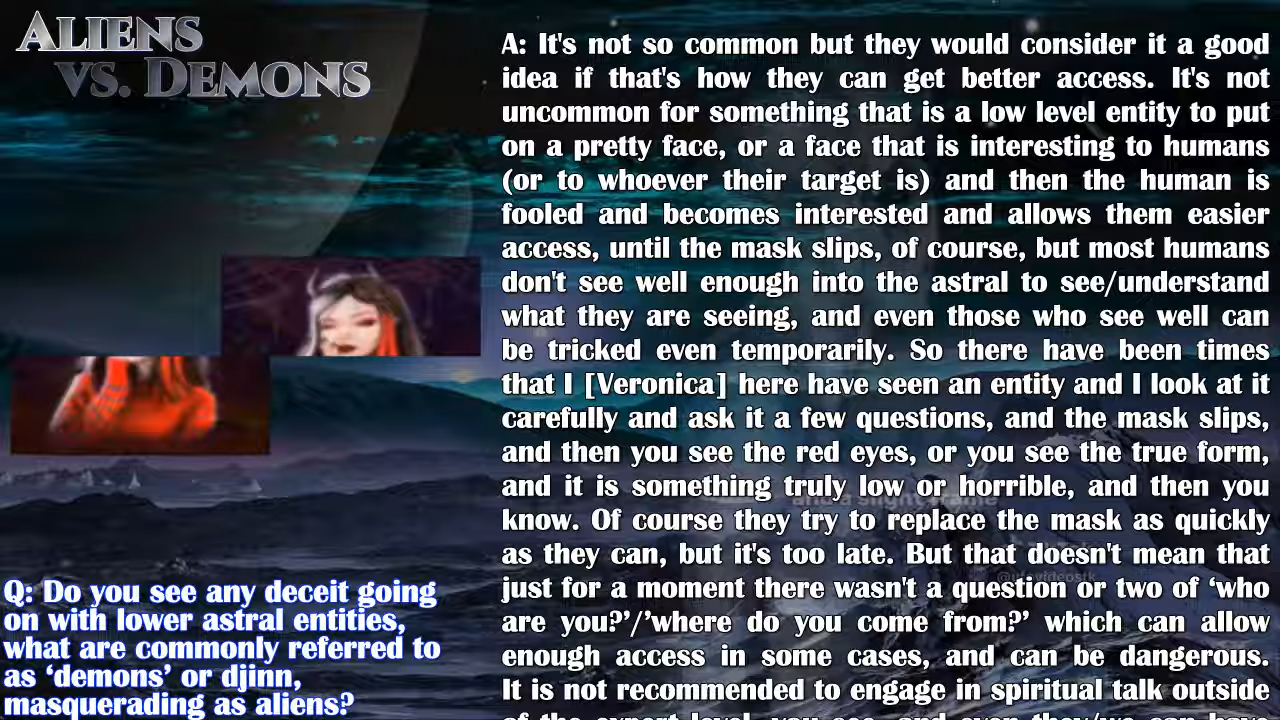 ALIENS
VS. DEMONS
A: It's not so common but they would consider it a good
idea if that's how they can get better access. It's not
uncommon for something that is a low level entity to put
on a pretty face, or a face that is interesting to humans
(or to whoever their target is) and then the human is
fooled and becomes interested and allows them easier
access, until the mask slips, of course, but most humans
don't see well enough into the astral to see/understand
what they are seeing, and even those who see well can
be tricked even temporarily. So there have been times
that I [Veronica] here have seen an entity and I look at it
carefully and ask it a few questions, and the mask slips,
and then you see the red eyes, or you see the true form,
and it is something truly low or horrible, and then you
know. Of course they try to replace the mask as quickly
as they can, but it's too late. But that doesn't mean that
just for a moment there wasn't a question or two of ‘who
are you?’/’where do you come from?’ which can allow
enough access in some cases, and can be dangerous.
It is not recommended to engage in spiritual talk outside
of the expert level, you see, and even
Q: Do you see any deceit going
on with lower astral entities,
what are commonly referred to
as ‘demons’ or djinn,
masquerading as aliens?